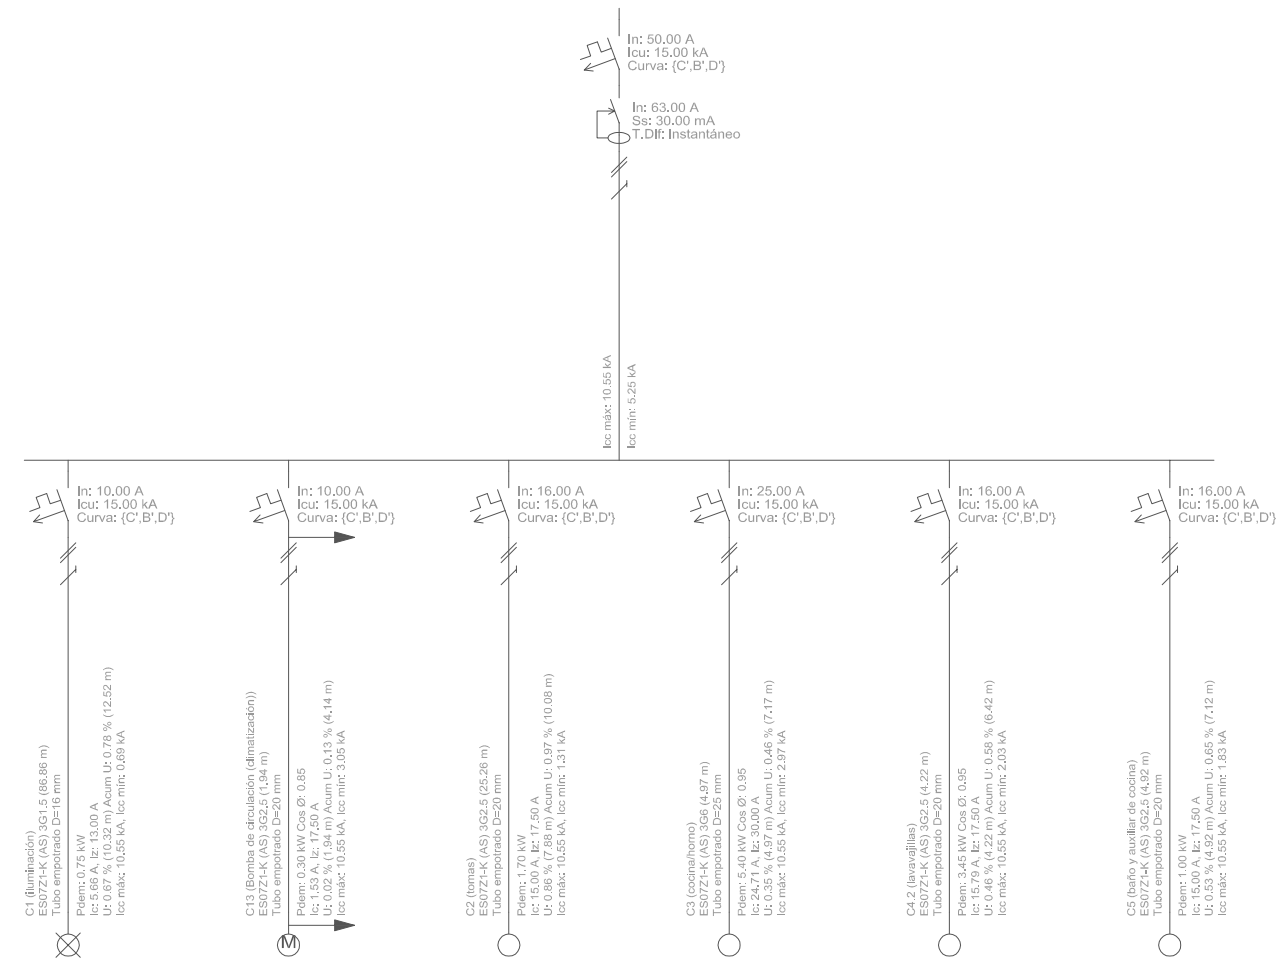 In: 50.00 A
Icu: 15.00 kA
Curva: {C',B',D'}
In: 63.00 A
Ss: 30.00 mA
T.Dif: Instantáneo
Icc máx: 10.55 kA
Icc mín: 5.25 kA
In: 10.00 A
Icu: 15.00 kA
Curva: {C',B',D'}
In: 10.00 A
Icu: 15.00 kA
Curva: {C',B',D'}
In: 16.00 A
Icu: 15.00 kA
Curva: {C',B',D'}
In: 25.00 A
Icu: 15.00 kA
Curva: {C',B',D'}
In: 16.00 A
Icu: 15.00 kA
Curva: {C',B',D'}
In: 16.00 A
Icu: 15.00 kA
Curva: {C',B',D'}
C1 (iluminación)
ES07Z1-K (AS) 3G1.5 (86.86 m)
Tubo empotrado D=16 mm
Pdem: 0.75 kW
Ic: 5.66 A, Iz: 13.00 A
U: 0.67 % (10.32 m) Acum U: 0.78 % (12.52 m)
Icc máx: 10.55 kA, Icc mín: 0.69 kA
C13 (Bomba de circulación (climatización))
ES07Z1-K (AS) 3G2.5 (1.94 m)
Tubo empotrado D=20 mm
Pdem: 0.30 kW Cos Ø: 0.85
Ic: 1.53 A, Iz: 17.50 A
U: 0.02 % (1.94 m) Acum U: 0.13 % (4.14 m)
Icc máx: 10.55 kA, Icc mín: 3.05 kA
M
C2 (tomas)
ES07Z1-K (AS) 3G2.5 (25.26 m)
Tubo empotrado D=20 mm
Pdem: 1.70 kW
Ic: 15.00 A, Iz: 17.50 A
U: 0.86 % (7.88 m) Acum U: 0.97 % (10.08 m)
Icc máx: 10.55 kA, Icc mín: 1.31 kA
C3 (cocina/horno)
ES07Z1-K (AS) 3G6 (4.97 m)
Tubo empotrado D=25 mm
Pdem: 5.40 kW Cos Ø: 0.95
Ic: 24.71 A, Iz: 30.00 A
U: 0.35 % (4.97 m) Acum U: 0.46 % (7.17 m)
Icc máx: 10.55 kA, Icc mín: 2.97 kA
C4.2 (lavavajillas)
ES07Z1-K (AS) 3G2.5 (4.22 m)
Tubo empotrado D=20 mm
Pdem: 3.45 kW Cos Ø: 0.95
Ic: 15.79 A, Iz: 17.50 A
U: 0.46 % (4.22 m) Acum U: 0.58 % (6.42 m)
Icc máx: 10.55 kA, Icc mín: 2.03 kA
C5 (baño y auxiliar de cocina)
ES07Z1-K (AS) 3G2.5 (4.92 m)
Tubo empotrado D=20 mm
Pdem: 1.00 kW
Ic: 15.00 A, Iz: 17.50 A
U: 0.53 % (4.92 m) Acum U: 0.65 % (7.12 m)
Icc máx: 10.55 kA, Icc mín: 1.83 kA